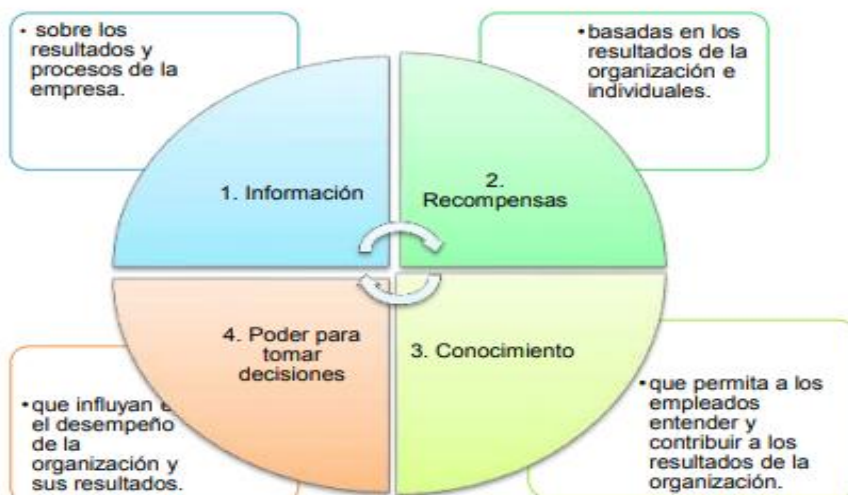 • sobre los
resultados y
procesos de la
empresa.
•basadas en los
resultados de la
organización e
individuales.
1. Información
2.
Recompensas
4. Poder para
tomar
decisiones
3. Conocimiento
•que influyan
el desempeño
de la
organización y
sus resultados.
•que permita a los
empleados
entender y
contribuir a los
resultados de la
organización.